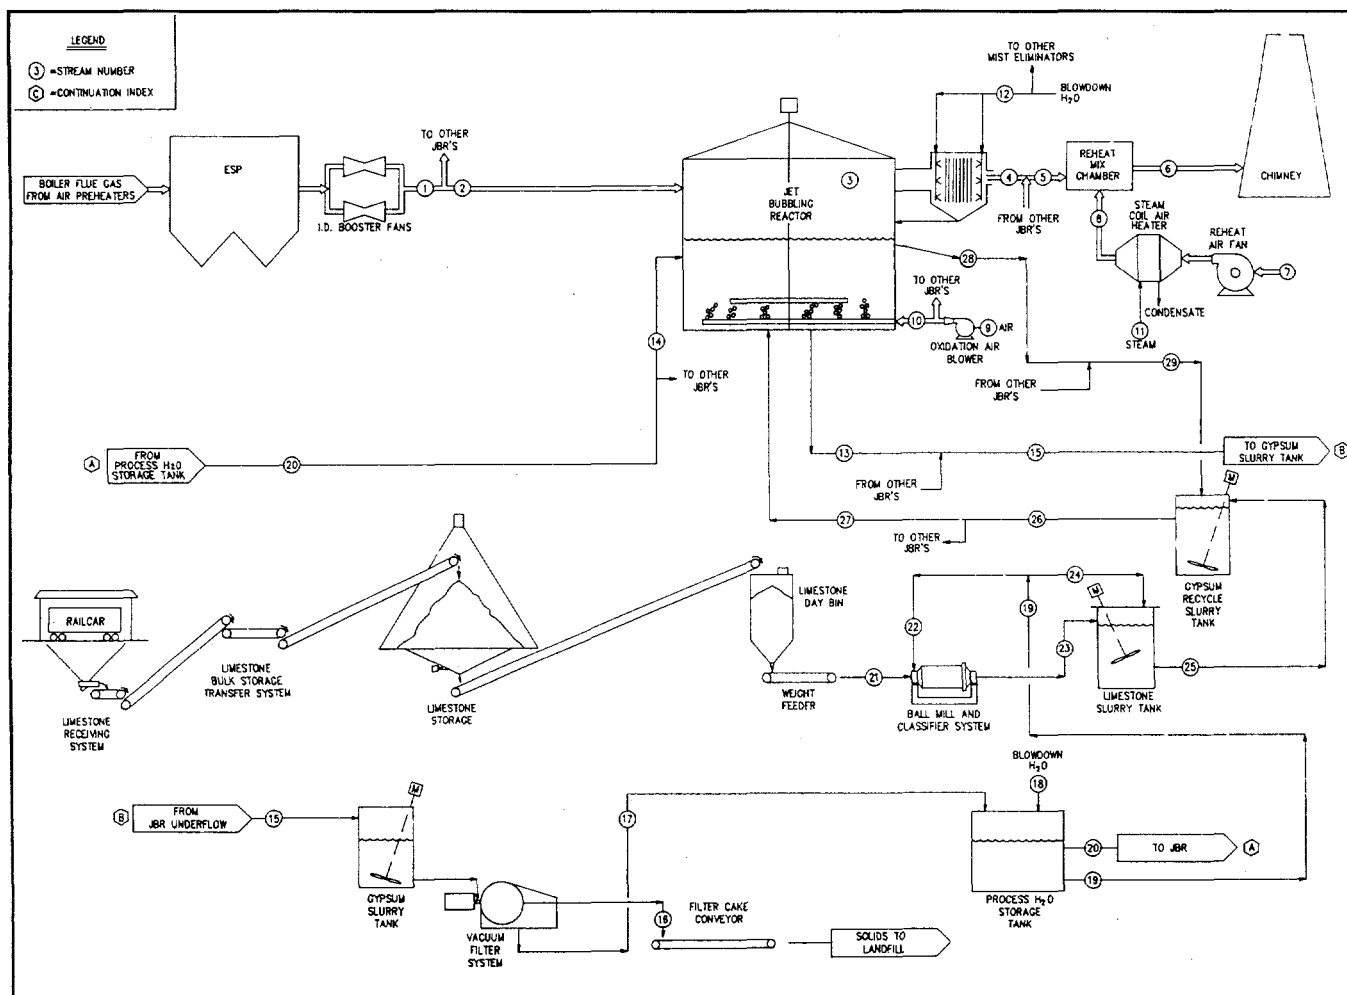 LEGEND
3 =STREAM NUMBER
C =CONTINUATION INDEX
TO OTHER
MIST ELIMINATORS
12
BLOWDOWN
H2O
BOILER FLUE GAS
FROM AIR PREHEATERS
ESP
I.D. BOOSTER FANS
TO OTHER
JBR'S
1
2
3
JET
BUBBLING
REACTOR
4
5
FROM OTHER
JBR'S
REHEAT
MIX
CHAMBER
6
CHIMNEY
8
STEAM
COIL AIR
HEATER
REHEAT
AIR FAN
7
CONDENSATE
11
STEAM
28
TO OTHER
JBR'S
10
9
AIR
OXIDATION AIR
BLOWER
14
TO OTHER
JBR'S
29
FROM OTHER
JBR'S
A
FROM
PROCESS H2O
STORAGE TANK
20
13
15
FROM OTHER
JBR'S
TO GYPSUM
SLURRY TANK
B
M
27
26
TO OTHER
JBR'S
GYPSUM
RECYCLE
SLURRY
TANK
RAILCAR
LIMESTONE
RECEIVING
SYSTEM
LIMESTONE
BULK STORAGE
TRANSFER SYSTEM
LIMESTONE
STORAGE
LIMESTONE
DAY BIN
WEIGHT
FEEDER
21
22
19
24
BALL MILL AND
CLASSIFIER SYSTEM
23
M
25
LIMESTONE
SLURRY TANK
B
FROM
JBR UNDERFLOW
15
M
GYPSUM
SLURRY
TANK
VACUUM
FILTER
SYSTEM
17
16
FILTER CAKE
CONVEYOR
SOLIDS TO
LANDFILL
BLOWDOWN
H2O
18
20
TO JBR
A
19
PROCESS H2O
STORAGE
TANK